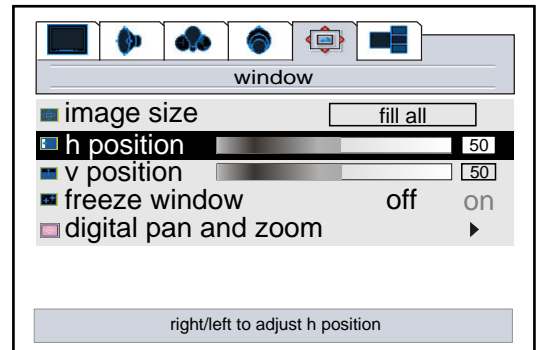 window
image size fill all
h position 50
v position 50
freeze window off on
digital pan and zoom
right/left to adjust h position